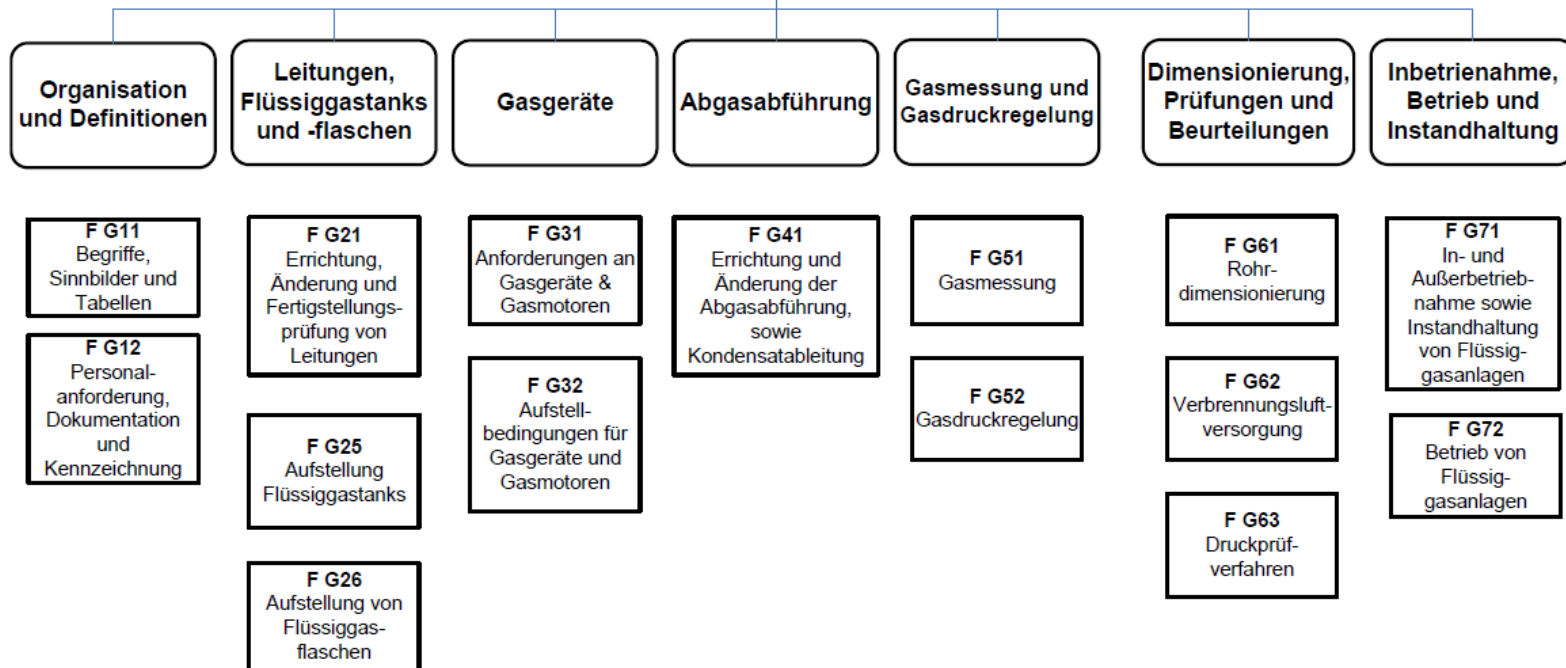 Organisation
und Definitionen
Leitungen,
Flüssiggastanks
und -flaschen
Gasgeräte
Abgasabführung
Gasmessung und
Gasdruckregelung
Dimensionierung,
Prüfungen und
Beurteilungen
Inbetrienahme,
Betrieb und
Instandhaltung
F G11
Begriffe,
Sinnbilder und
Tabellen
F G12
Personal-
anforderung,
Dokumentation
und
Kennzeichnung
F G21
Errichtung,
Änderung und
Fertigstellungs-
prüfung von
Leitungen
F G25
Aufstellung
Flüssiggastanks
F G26
Aufstellung von
Flüssiggas-
flaschen
F G31
Anforderungen an
Gasgeräte &
Gasmotoren
F G32
Aufstell-
bedingungen für
Gasgeräte und
Gasmotoren
F G41
Errichtung und
Änderung der
Abgasabführung,
sowie
Kondensatableitung
F G51
Gasmessung
F G52
Gasdruckregelung
F G61
Rohr-
dimensionierung
F G62
Verbrennungsluft-
versorgung
F G63
Druckprüf-
verfahren
F G71
In- und
Außerbetrieb-
nahme sowie
Instandhaltung
von Flüssig-
gasanlagen
F G72
Betrieb von
Flüssig-
gasanlagen